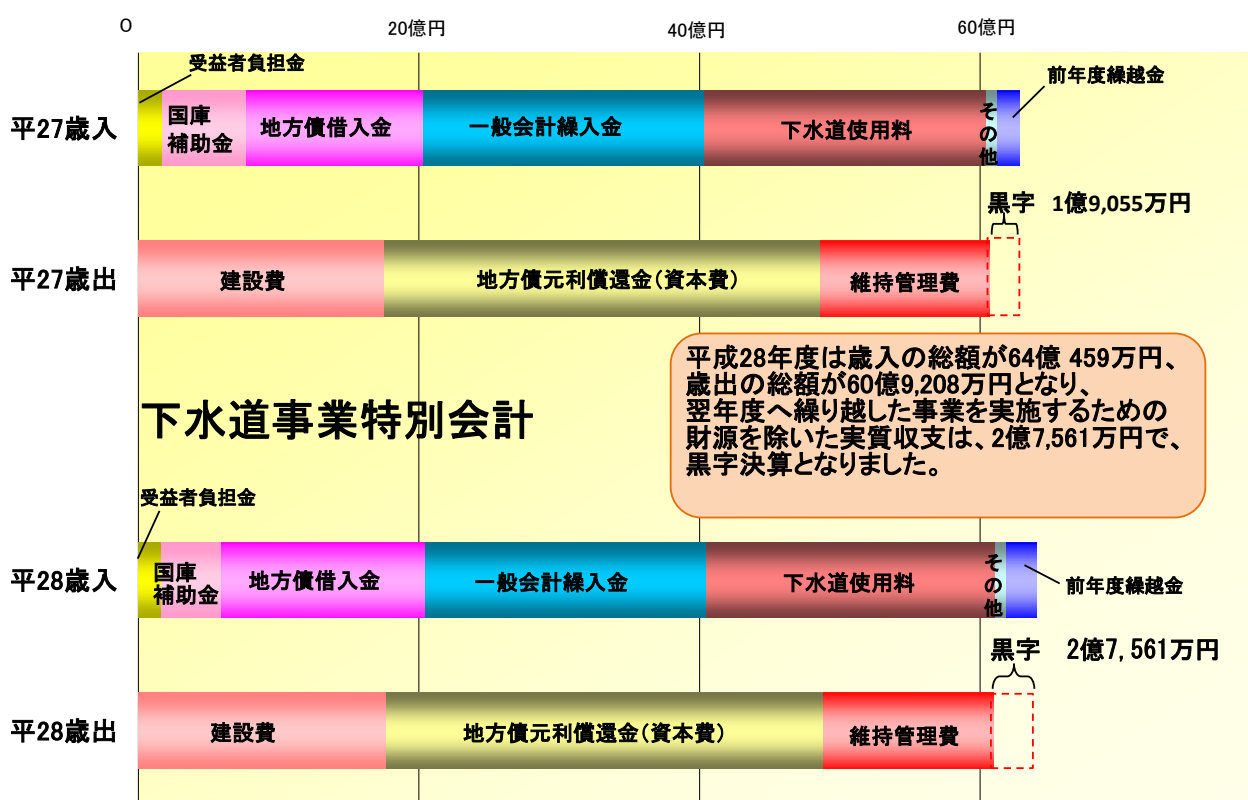 O 20億円 40億円 60億円
受益者負担金
前年度繰越金
平27歳入
国庫
補助金
地方債借入金
一般会計繰入金
下水道使用料
その他
黒字 1億9,055万円
平27歳出
建設費
地方債元利償還金(資本費)
維持管理費
平成28年度は歳入の総額が64億 459万円、
歳出の総額が60億9,208万円となり、
翌年度へ繰り越した事業を実施するための
財源を除いた実質収支は、2億7,561万円で、
黒字決算となりました。
下水道事業特別会計
受益者負担金
平28歳入
国庫
補助金
地方債借入金
一般会計繰入金
下水道使用料
その他
前年度繰越金
黒字 2億7,561万円
平28歳出
建設費
地方債元利償還金(資本費)
維持管理費